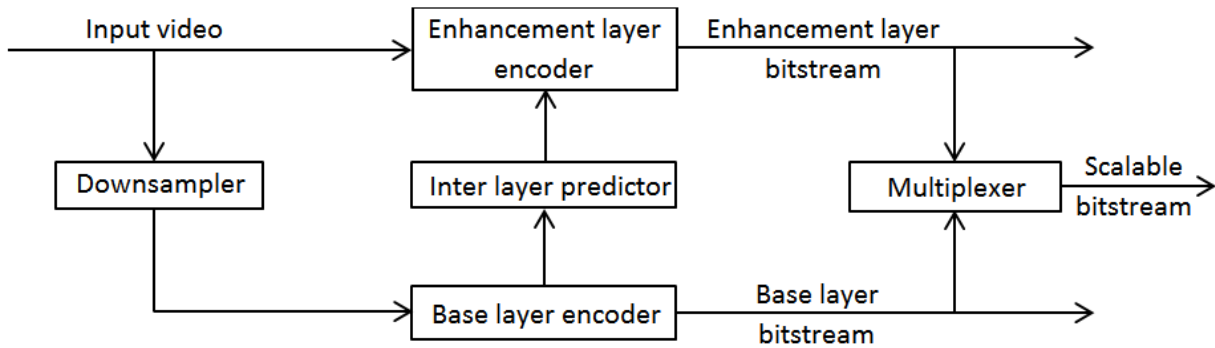 Input video
Enhancement layer
encoder
Enhancement layer
bitstream
Downsampler
Inter layer predictor
Multiplexer
Scalable
bitstream
Base layer encoder
Base layer
bitstream